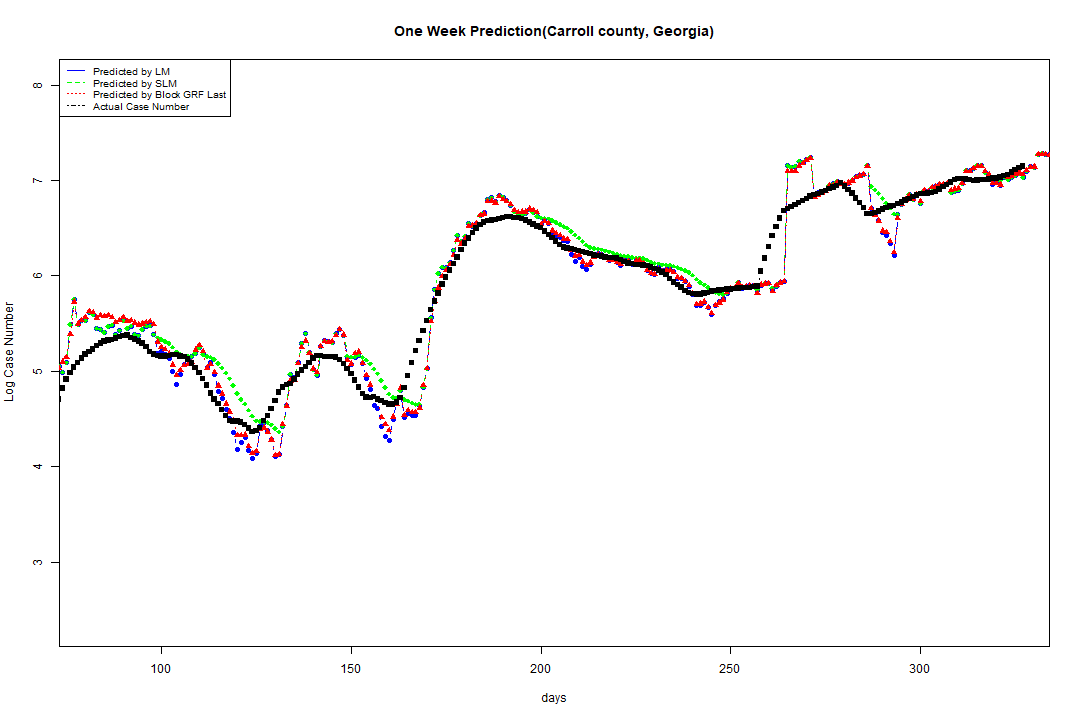 One Week Prediction(Carroll county, Georgia)
Predicted by LM
Predicted by SLM
Predicted by Block GRF Last
Actual Case Number
8
7
6
5
4
3
Log Case Number
100 150 200 250 300
days